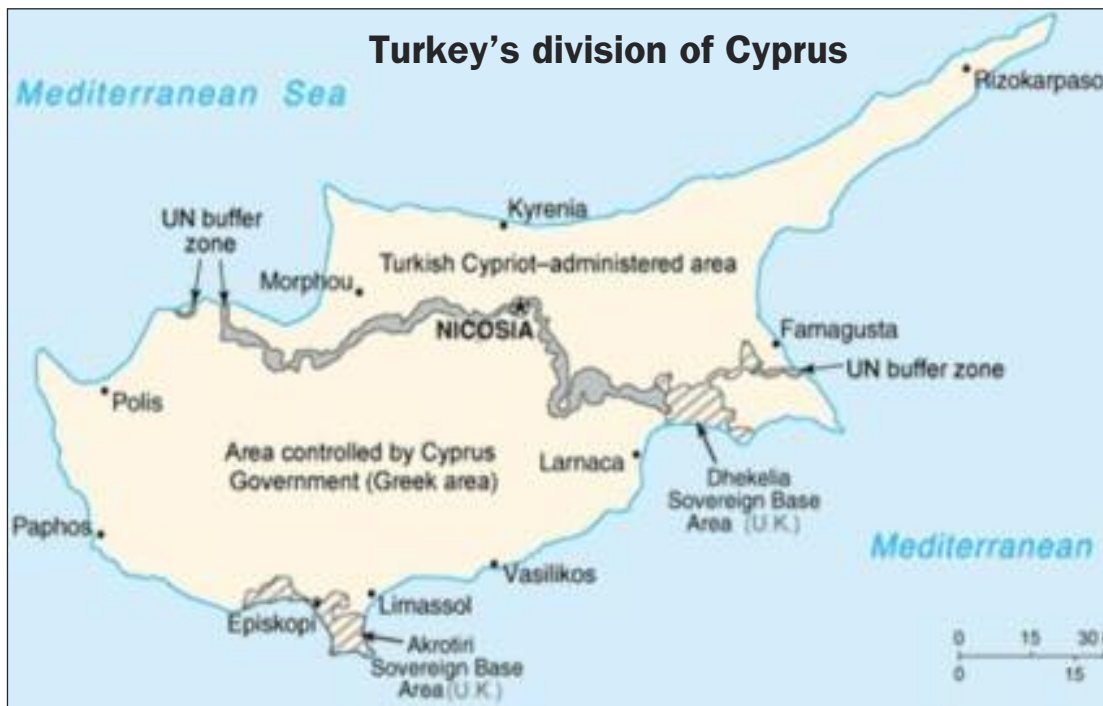 Turkey's division of Cyprus
Mediterranean Sea
Rizokarpaso
UN buffer
zone
Kyrenia
Morphou
Turkish Cypriot–administered area
NICOSIA
Famagusta
UN buffer zone
Polis
Area controlled by Cyprus
Government (Greek area)
Larnaca
Dhekelia
Sovereign Base
Area (U.K.)
Paphos
Mediterranean
Vasilikos
Limassol
Episkopi
Akrotiri
Sovereign Base
Area (U.K.)
0 15 30
0 15